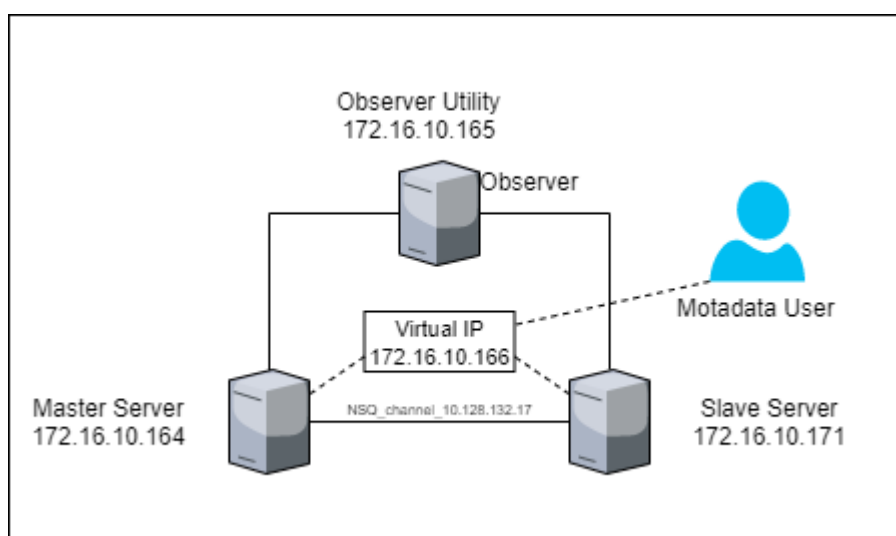 Observer Utility
172.16.10.165
Observer
Motadata User
Virtual IP
172.16.10.166
Master Server
172.16.10.164
NSQ_channel_10.128.132.17
Slave Server
172.16.10.171